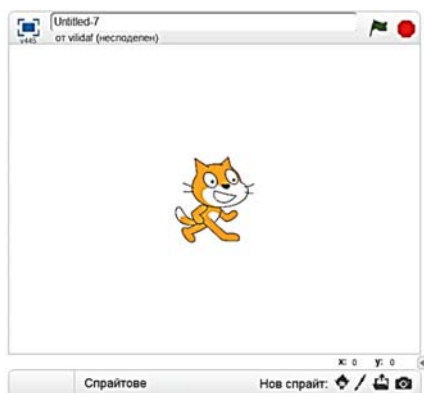 Untitled-7
v445 от vilidaf (несподелен)
x: 0 y: 0
Спрайтове Нов спрайт: